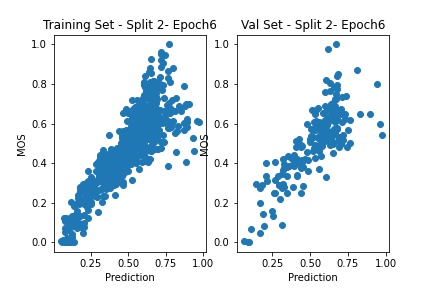 Training Set - Split 2- Epoch6
Val Set - Split 2- Epoch6
MOS
1.0
0.8
0.6
0.4
0.2
0.0
0.25 0.50 0.75 1.00
Prediction
MOS
1.0
0.8
0.6
0.4
0.2
0.0
0.25 0.50 0.75 1.00
Prediction